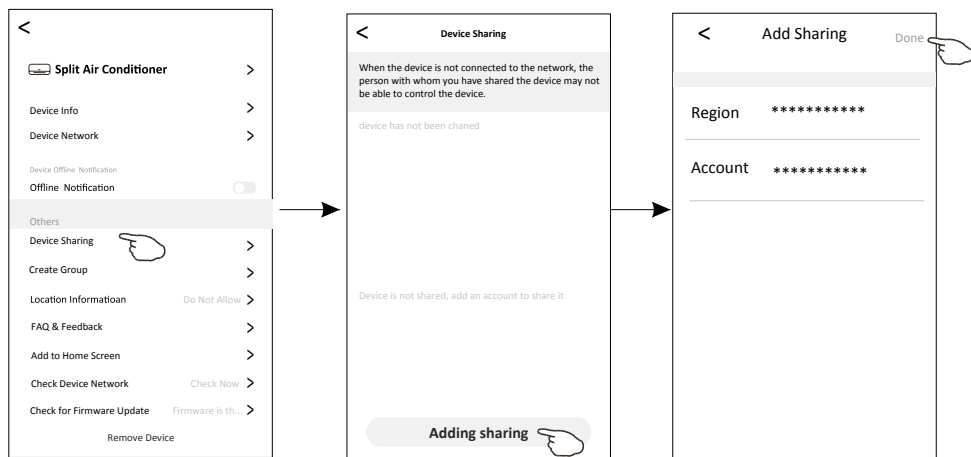 <
Split Air Conditioner >
Device Info >
Device Network >
Device Offline Notification
Offline Notification
Others
Device Sharing >
Create Group >
Location Informatioan Do Not Allow >
FAQ & Feedback >
Add to Home Screen >
Check Device Network Check Now >
Check for Firmware Update Firmware is th... >
Remove Device
< Device Sharing
When the device is not connected to the network, the
person with whom you have shared the device may not
be able to control the device.
device has not been chaned
Device is not shared, add an account to share it
Adding sharing
< Add Sharing Done
Region ***********
Account ***********